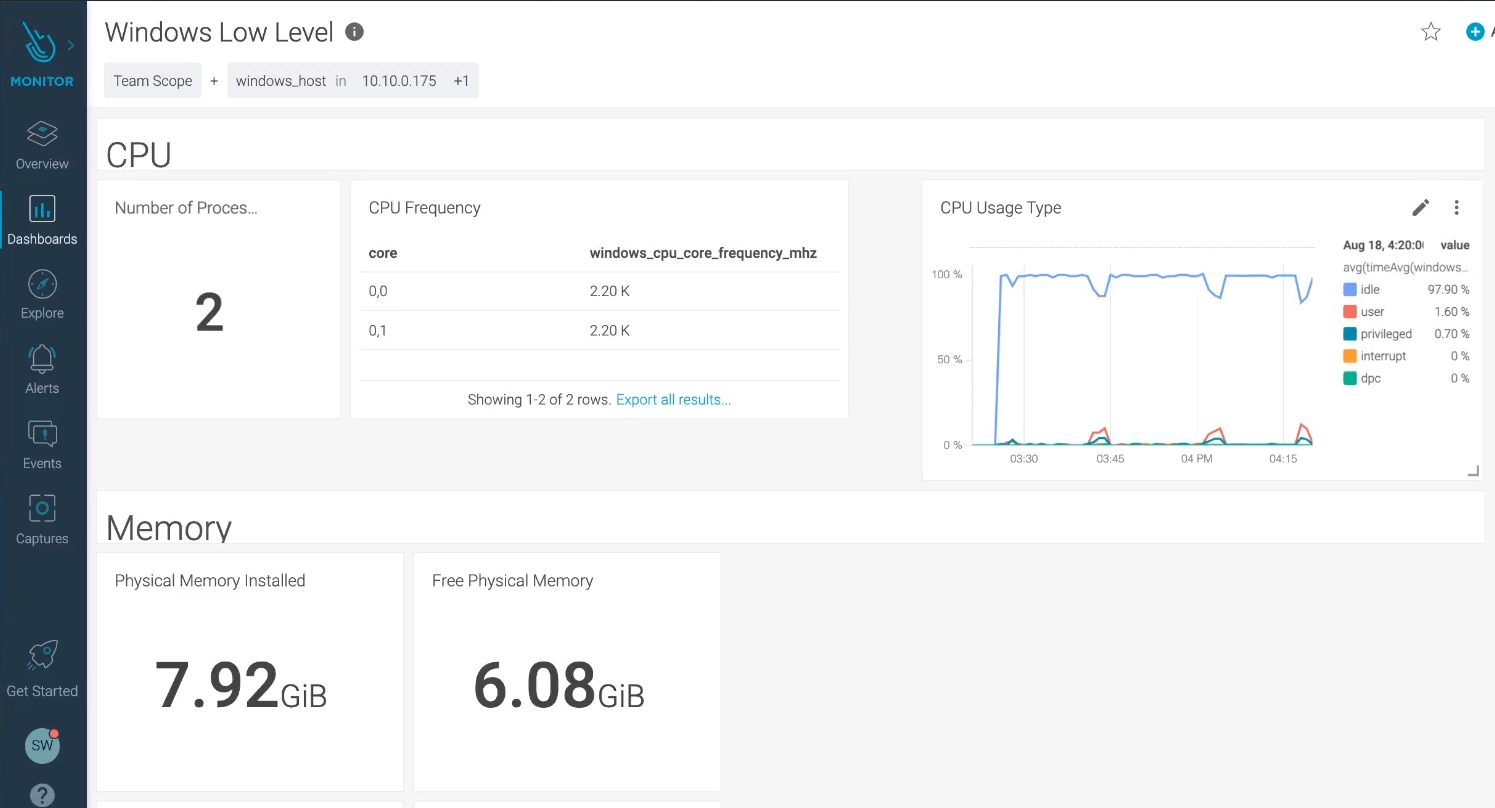 MONITOR
Overview
Dashboards
Explore
Alerts
Events
Captures
Get Started
SW
?
Windows Low Level i
Team Scope + windows_host in 10.10.0.175 +1
CPU
Number of Proces...
2
CPU Frequency
core windows_cpu_core_frequency_mhz
0,0 2.20 K
0,1 2.20 K
Showing 1-2 of 2 rows. Export all results...
CPU Usage Type
100 %
50 %
0 %
03:30 03:45 04 PM 04:15
Aug 18, 4:20:0 value
avg(timeAvg(windows...
idle 97.90 %
user 1.60 %
privileged 0.70 %
interrupt 0 %
dpc 0 %
Memory
Physical Memory Installed
7.92GiB
Free Physical Memory
6.08GiB